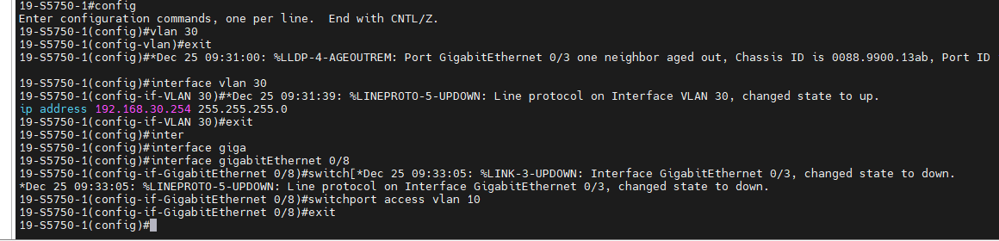 19-S5750-1#config
Enter configuration commands, one per line.  End with CNTL/Z.
19-S5750-1(config)#vlan 30
19-S5750-1(config-vlan)#exit
19-S5750-1(config)#*Dec 25 09:31:00: %LLDP-4-AGEOUTREM: Port GigabitEthernet 0/3 one neighbor aged out, Chassis ID is 0088.9900.13ab, Port ID
19-S5750-1(config)#interface vlan 30
19-S5750-1(config-if-VLAN 30)#*Dec 25 09:31:39: %LINEPROTO-5-UPDOWN: Line protocol on Interface VLAN 30, changed state to up.
ip address 192.168.30.254 255.255.255.0
19-S5750-1(config-if-VLAN 30)#exit
19-S5750-1(config)#inter
19-S5750-1(config)#interface giga
19-S5750-1(config)#interface gigabitEthernet 0/8
19-S5750-1(config-if-GigabitEthernet 0/8)#switch[*Dec 25 09:33:05: %LINK-3-UPDOWN: Interface GigabitEthernet 0/3, changed state to down.
*Dec 25 09:33:05: %LINEPROTO-5-UPDOWN: Line protocol on Interface GigabitEthernet 0/3, changed state to down.
19-S5750-1(config-if-GigabitEthernet 0/8)#switchport access vlan 10
19-S5750-1(config-if-GigabitEthernet 0/8)#exit
19-S5750-1(config)#